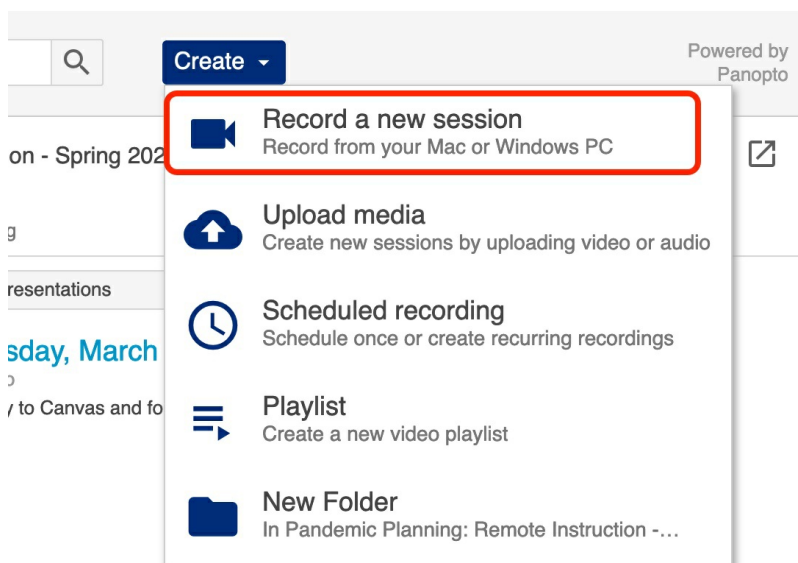 Create
Powered by
Panopto
Record a new session
Record from your Mac or Windows PC
on - Spring 202
Upload media
Create new sessions by uploading video or audio
g
resentations
Scheduled recording
Schedule once or create recurring recordings
sday, March
o
y to Canvas and fo
Playlist
Create a new video playlist
New Folder
In Pandemic Planning: Remote Instruction -...